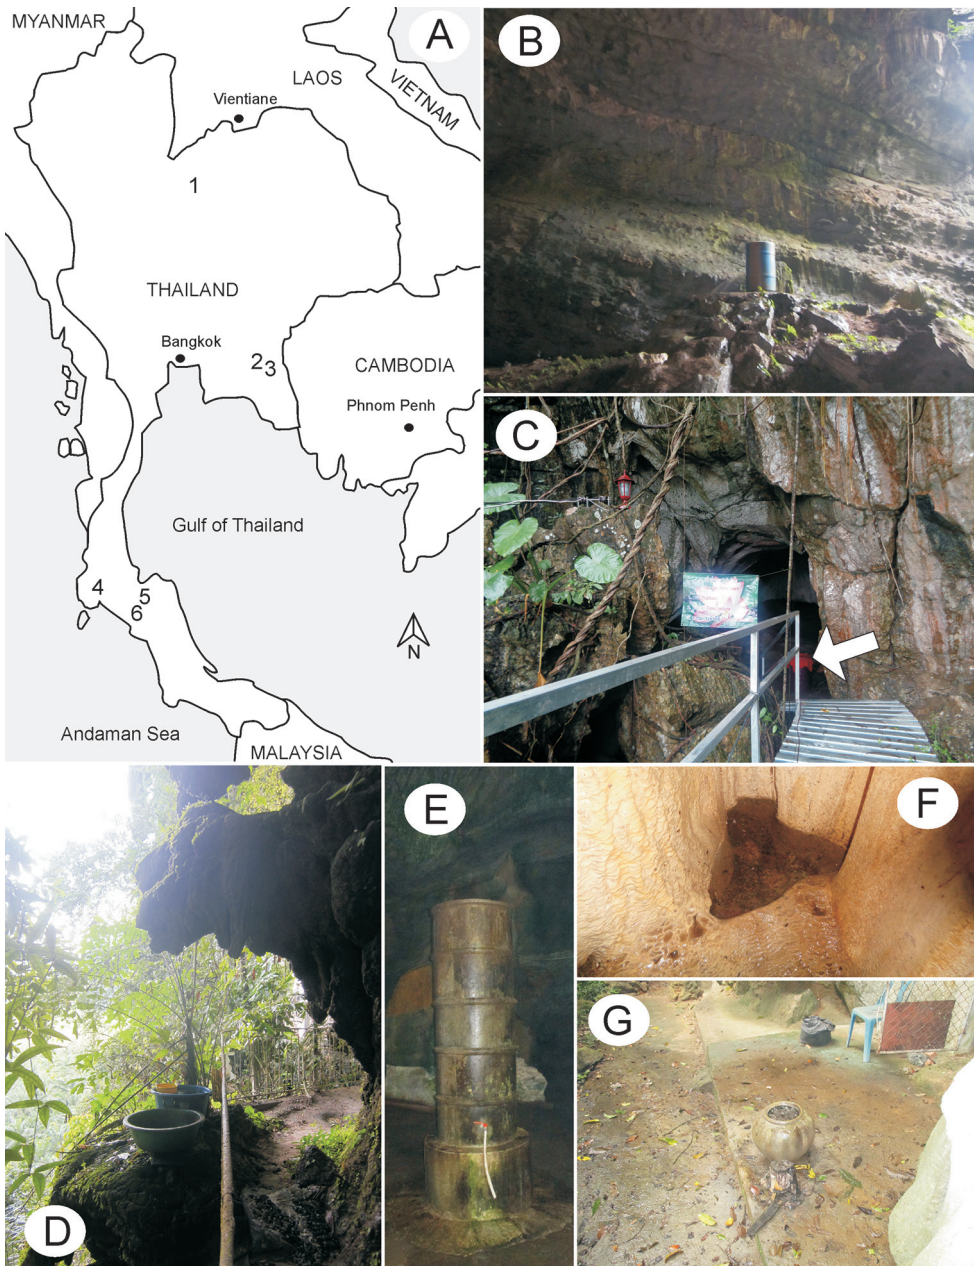 MYANMAR
A
LAOS
Vientiane
VIETNAM
1
THAILAND
Bangkok
2
3
CAMBODIA
Phnom Penh
Gulf of Thailand
4
5
6
N
Andaman Sea
MALAYSIA
B
C
D
E
F
G